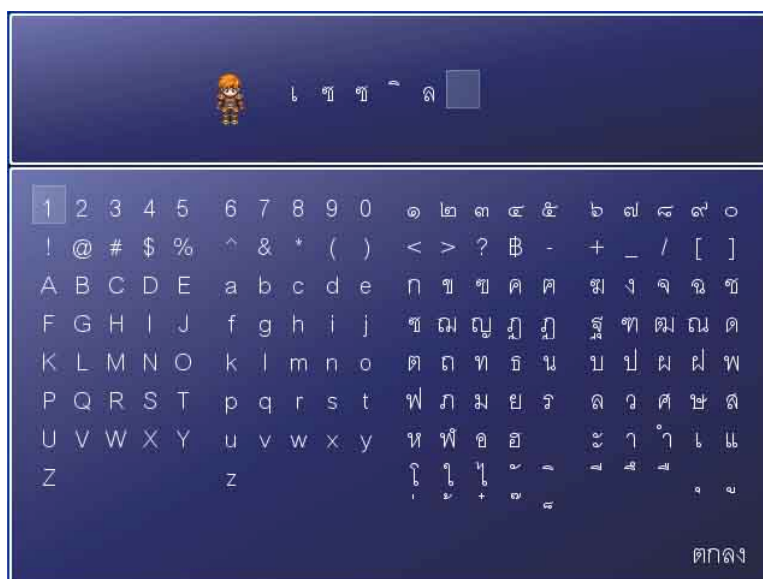 เ ซ ซ ิ ล
1 2 3 4 5 6 7 8 9 0 ๑ ๒ ๓ ๔ ๕ ๖ ๗ ๘ ๙ ๐
! @ # $ % ^ & * ( ) < > ? ฿ - + _ / [ ]
A B C D E a b c d e ก ข ฃ ค ฅ ฆ ง จ ฉ ช
F G H I J f g h i j ซ ฌ ญ ฎ ฏ ฐ ฑ ฒ ณ ด
K L M N O k l m n o ต ถ ท ธ น บ ป ผ ฝ พ
P Q R S T p q r s t ฟ ภ ม ย ร ล ว ศ ษ ส
U V W X Y u v w x y ห ฬ อ ฮ ะ า ำ เ แ
Z z โ ใ ไ ั ิ ี ึ ื ุ ู
่ ้ ๋ ๊ ็
ตกลง